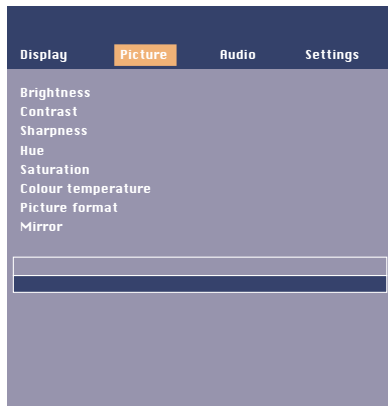 Display Picture Audio Settings
Brightness
Contrast
Sharpness
Hue
Saturation
Colour temperature
Picture format
Mirror